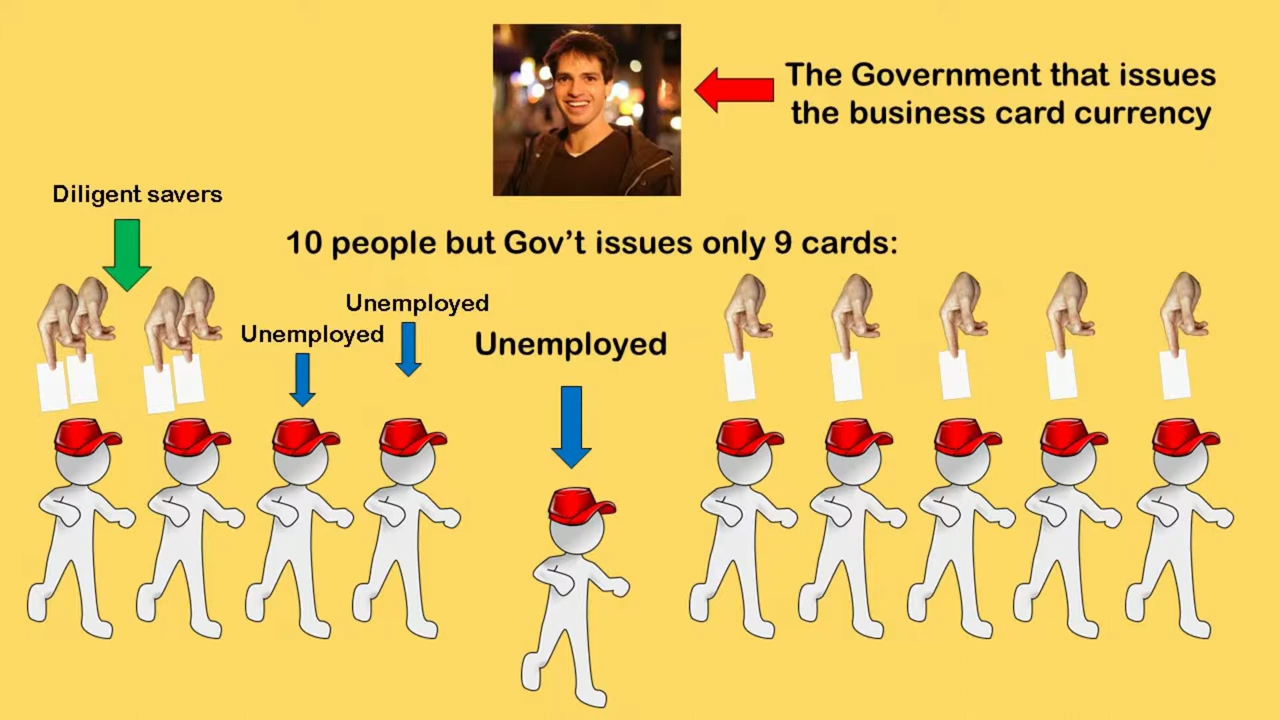 The Government that issues
the business card currency
Diligent savers
10 people but Gov't issues only 9 cards:
Unemployed
Unemployed
Unemployed